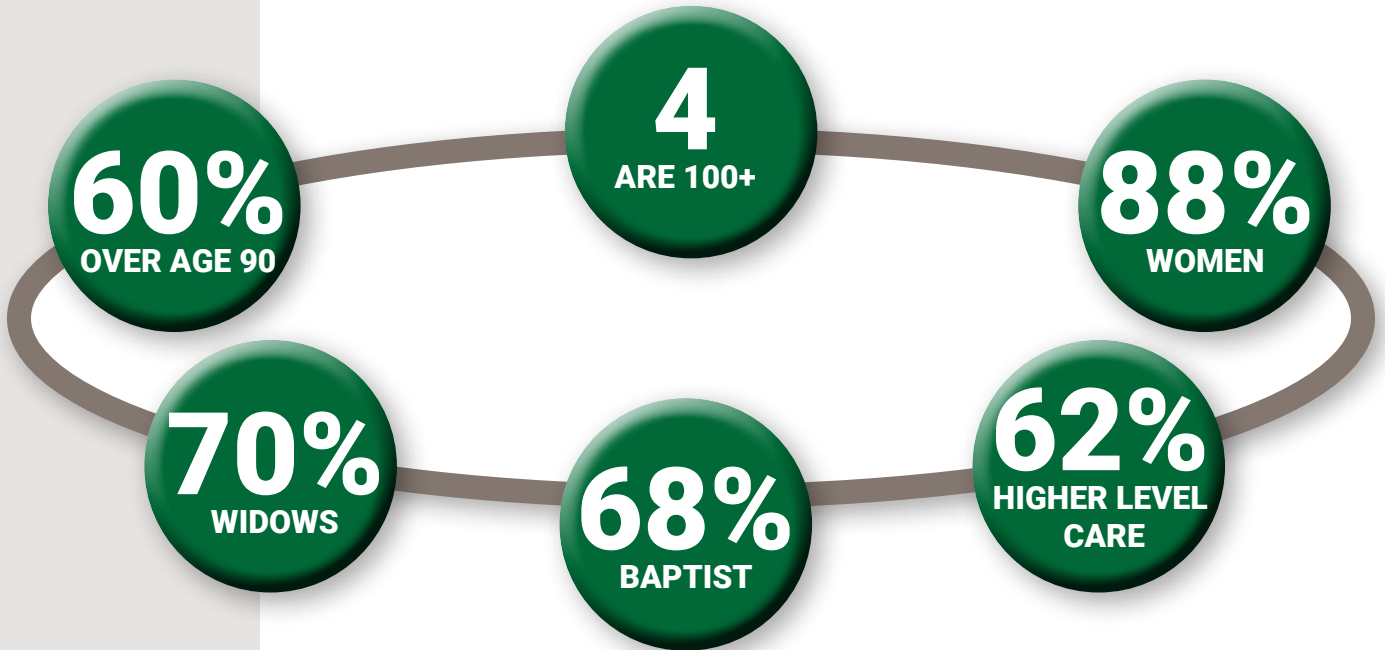 4
ARE 100+
60%
OVER AGE 90
88%
WOMEN
70%
WIDOWS
68%
BAPTIST
62%
HIGHER LEVEL
CARE